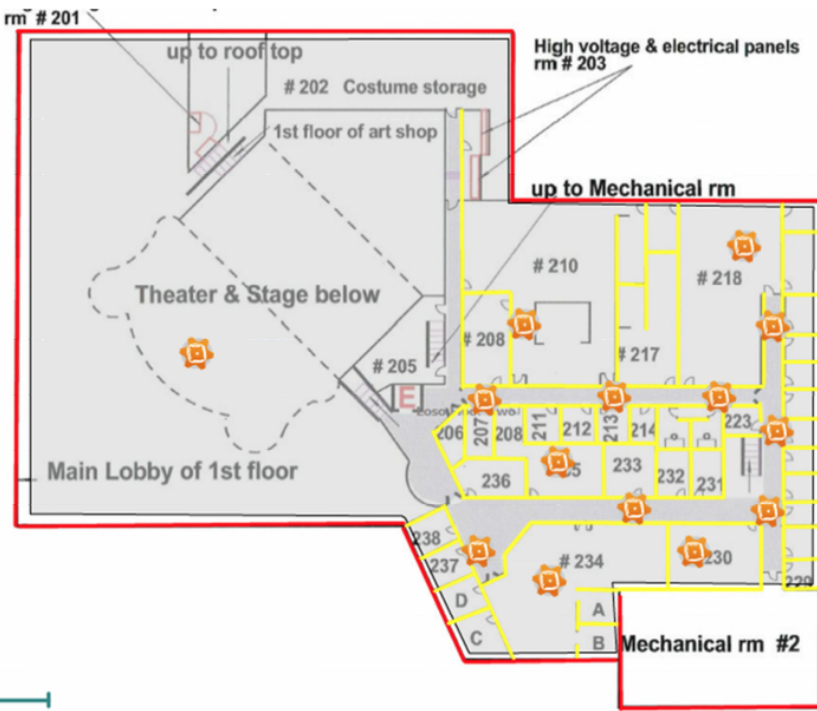 rm # 201
up to roof top
High voltage & electrical panels
rm # 203
# 202 Costume storage
1st floor of art shop
up to Mechanical rm
# 210
# 218
Theater & Stage below
# 208
# 217
# 205
E
206
207
208
211
212
213
214
223
236
233
232
231
Main Lobby of 1st floor
238
237
# 234
230
229
D
A
C
B
Mechanical rm #2